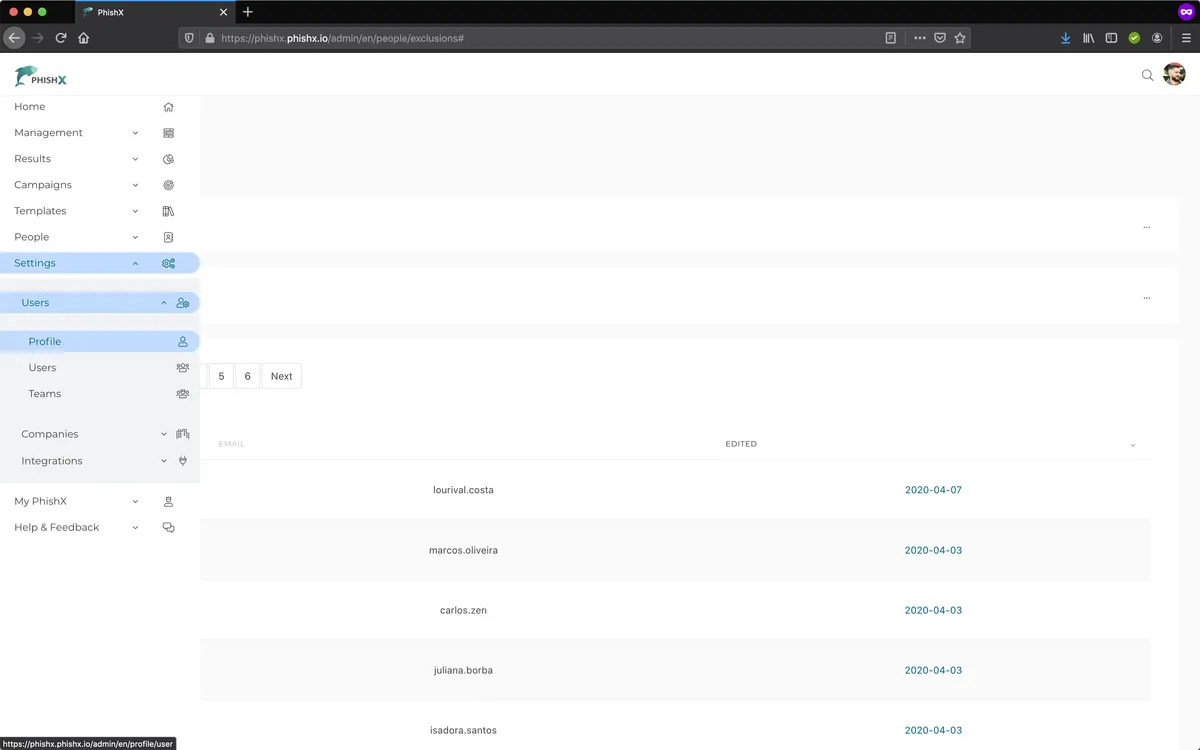 PhishX
https://phishx.phishx.io/admin/en/people/exclusions#
PHISHX
Home
Management
Results
Campaigns
Templates
People
Settings
Users
Profile
Users
Teams
Companies
Integrations
My PhishX
Help & Feedback
...
...
5 6 Next
EMAIL EDITED
lourival.costa 2020-04-07
marcos.oliveira 2020-04-03
carlos.zen 2020-04-03
juliana.borba 2020-04-03
isadora.santos 2020-04-03
https://phishx.phishx.io/admin/en/profile/user